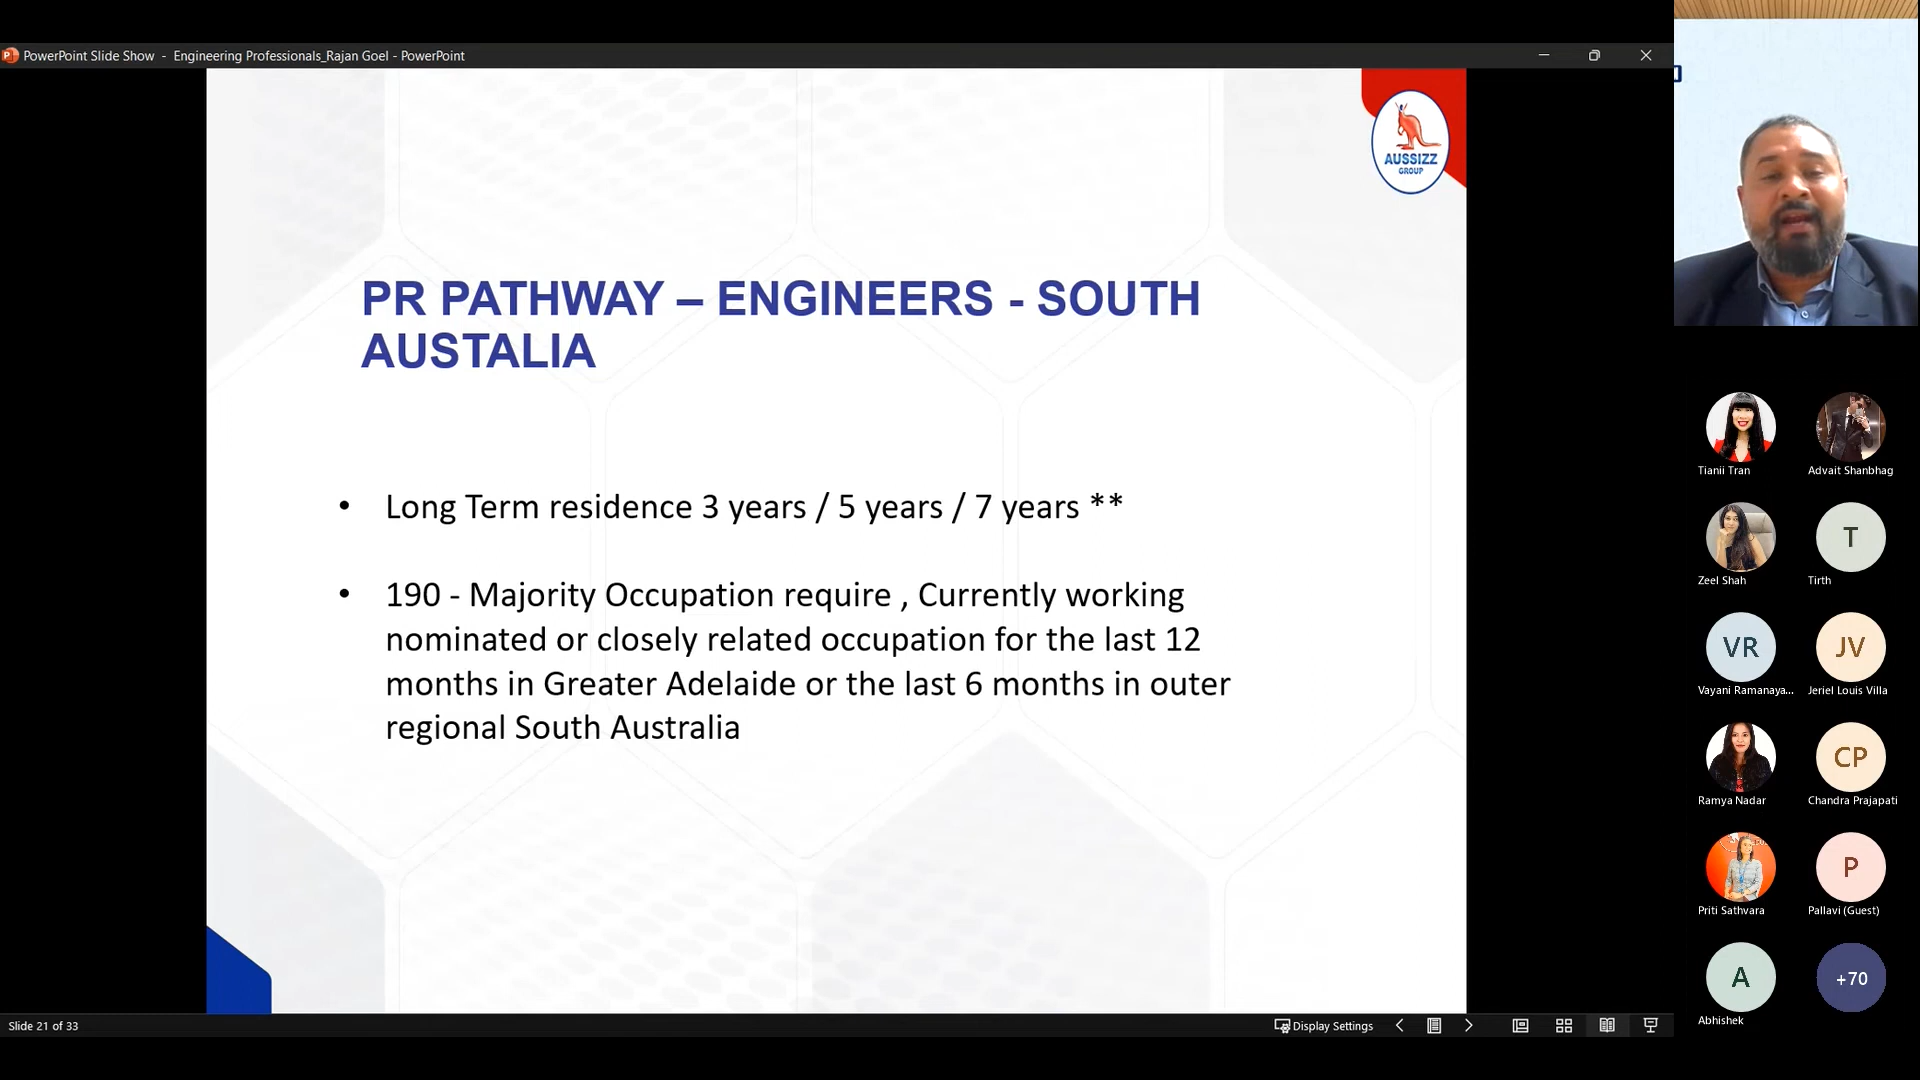 PowerPoint Slide Show - Engineering Professionals_Rajan Goel - PowerPoint
AUSSIZZ
GROUP
PR PATHWAY – ENGINEERS - SOUTH
AUSTALIA
• Long Term residence 3 years / 5 years / 7 years **
• 190 - Majority Occupation require , Currently working
nominated or closely related occupation for the last 12
months in Greater Adelaide or the last 6 months in outer
regional South Australia
Slide 21 of 33
Display Settings
Tianii Tran
Advait Shanbhag
Zeel Shah
T
Tirth
VR
Vayani Ramanaya...
JV
Jeriel Louis Villa
Ramya Nadar
CP
Chandra Prajapati
Priti Sathvara
P
Pallavi (Guest)
A
Abhishek
+70